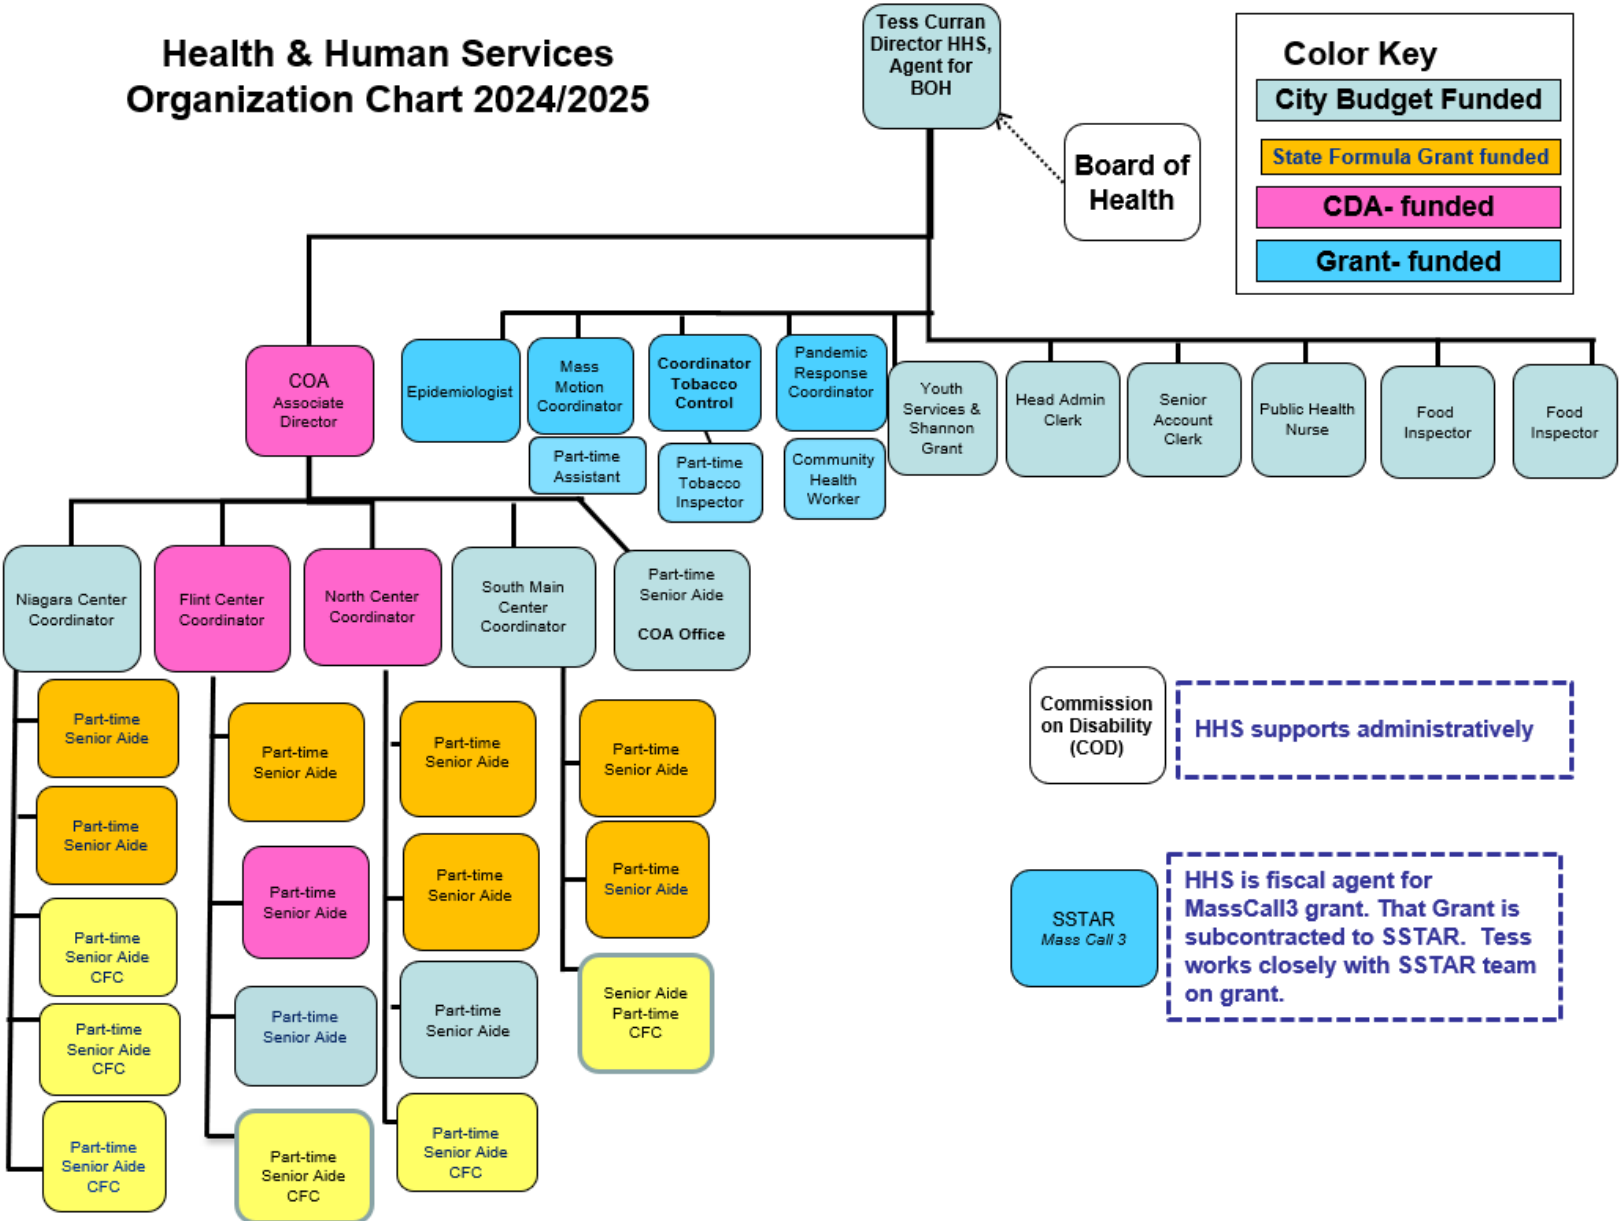 Health & Human Services
Organization Chart 2024/2025
Tess Curran
Director HHS,
Agent for
BOH
Board of
Health
Color Key
City Budget Funded
State Formula Grant funded
CDA- funded
Grant- funded
COA
Associate
Director
Epidemiologist
Mass
Motion
Coordinator
Part-time
Assistant
Coordinator
Tobacco
Control
Part-time
Tobacco
Inspector
Pandemic
Response
Coordinator
Community
Health
Worker
Youth
Services &
Shannon
Grant
Head Admin
Clerk
Senior
Account
Clerk
Public Health
Nurse
Food
Inspector
Food
Inspector
Niagara Center
Coordinator
Flint Center
Coordinator
North Center
Coordinator
South Main
Center
Coordinator
Part-time
Senior Aide
COA Office
Part-time
Senior Aide
Part-time
Senior Aide
Part-time
Senior Aide
CFC
Part-time
Senior Aide
CFC
Part-time
Senior Aide
CFC
Part-time
Senior Aide
Part-time
Senior Aide
Part-time
Senior Aide
Part-time
Senior Aide
CFC
Part-time
Senior Aide
Part-time
Senior Aide
Part-time
Senior Aide
Part-time
Senior Aide
CFC
Part-time
Senior Aide
Part-time
Senior Aide
Senior Aide
Part-time
CFC
Commission
on Disability
(COD)
HHS supports administratively
SSTAR
Mass Call 3
HHS is fiscal agent for
MassCall3 grant. That Grant is
subcontracted to SSTAR. Tess
works closely with SSTAR team
on grant.